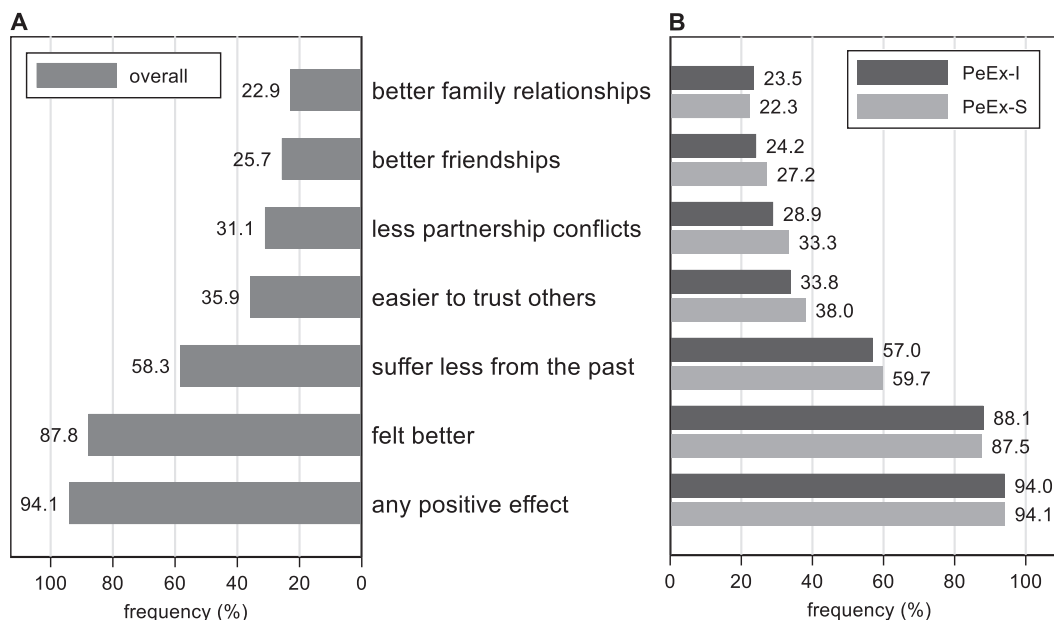 A
overall
22.9
25.7
31.1
35.9
58.3
87.8
94.1
100 80 60 40 20 0
frequency (%)
better family relationships
better friendships
less partnership conflicts
easier to trust others
suffer less from the past
felt better
any positive effect
B
PeEx-I
PeEx-S
23.5
22.3
24.2
27.2
28.9
33.3
33.8
38.0
57.0
59.7
88.1
87.5
94.0
94.1
0 20 40 60 80 100
frequency (%)